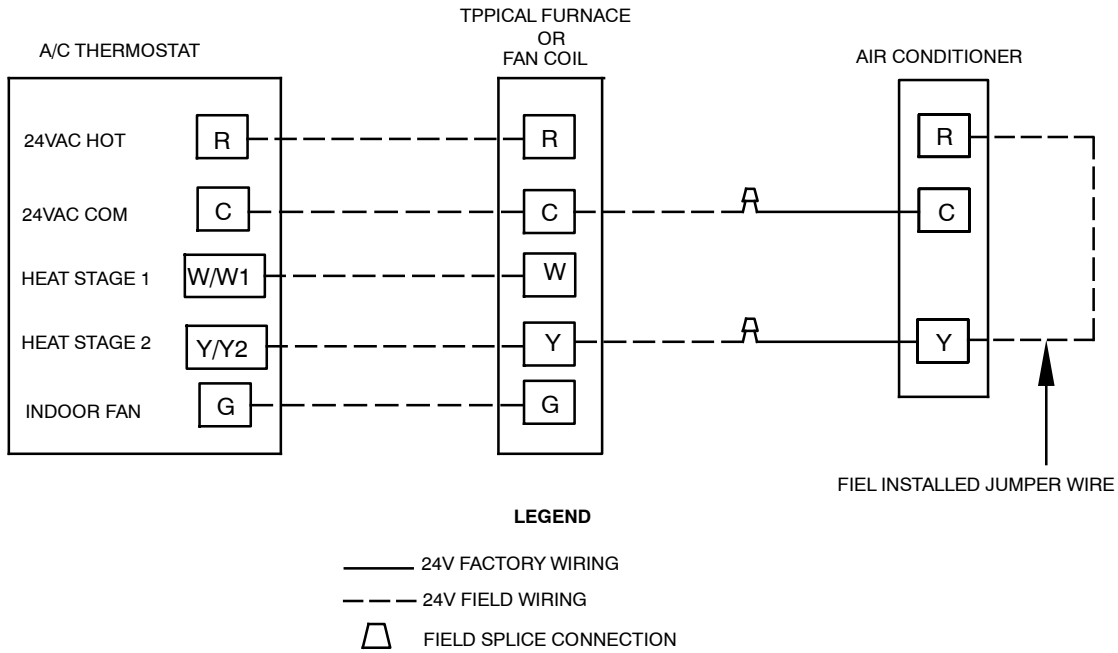 TPPICAL FURNACE
OR
FAN COIL
A/C THERMOSTAT
AIR CONDITIONER
24VAC HOT R R R
24VAC COM C C C
HEAT STAGE 1 W/W1 W
HEAT STAGE 2 Y/Y2 Y Y
INDOOR FAN G G
FIEL INSTALLED JUMPER WIRE
LEGEND
24V FACTORY WIRING
24V FIELD WIRING
FIELD SPLICE CONNECTION